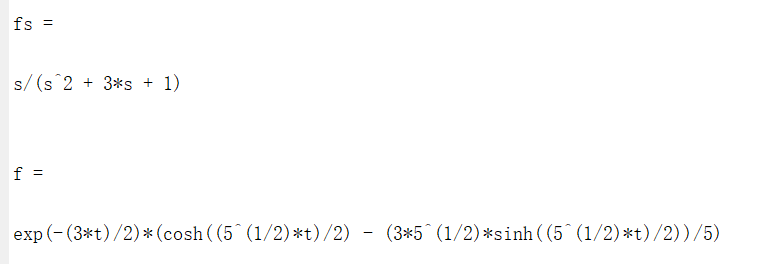 fs =
s/(s^2 + 3*s + 1)
f =
exp(-(3*t)/2)*(cosh((5^(1/2)*t)/2) - (3*5^(1/2)*sinh((5^(1/2)*t)/2))/5)